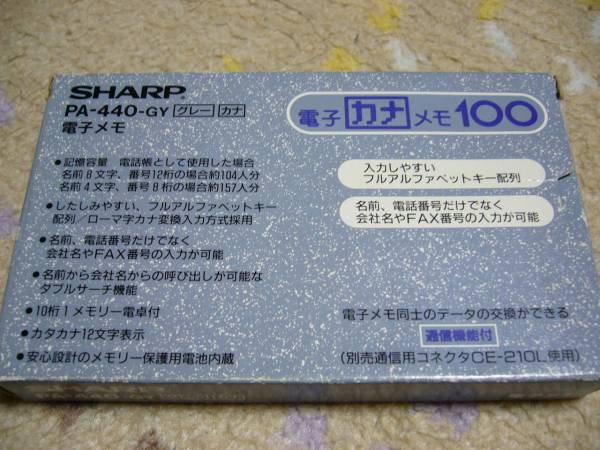 SHARP
PA-440-GY グレー カナ
電子メモ
電子カナメモ100
●記憶容量 電話帳として使用した場合
名前8文字、番号12桁の場合約104人分
名前4文字、番号8桁の場合約157人分
●したしみやすい、フルアルファベットキー
配列/ローマ字カナ変換入力方式採用
●名前、電話番号だけでなく
会社名やFAX番号の入力が可能
●名前から会社名からの呼び出しが可能な
ダブルサーチ機能
●10桁1メモリー電卓付
●カタカナ12文字表示
●安心設計のメモリー保護用電池内蔵
入力しやすい
フルアルファベットキー配列
名前、電話番号だけでなく
会社名やFAX番号の入力が可能
電子メモ同士のデータの交換ができる
通信機能付
(別売通信用コネクタCE-210L使用)